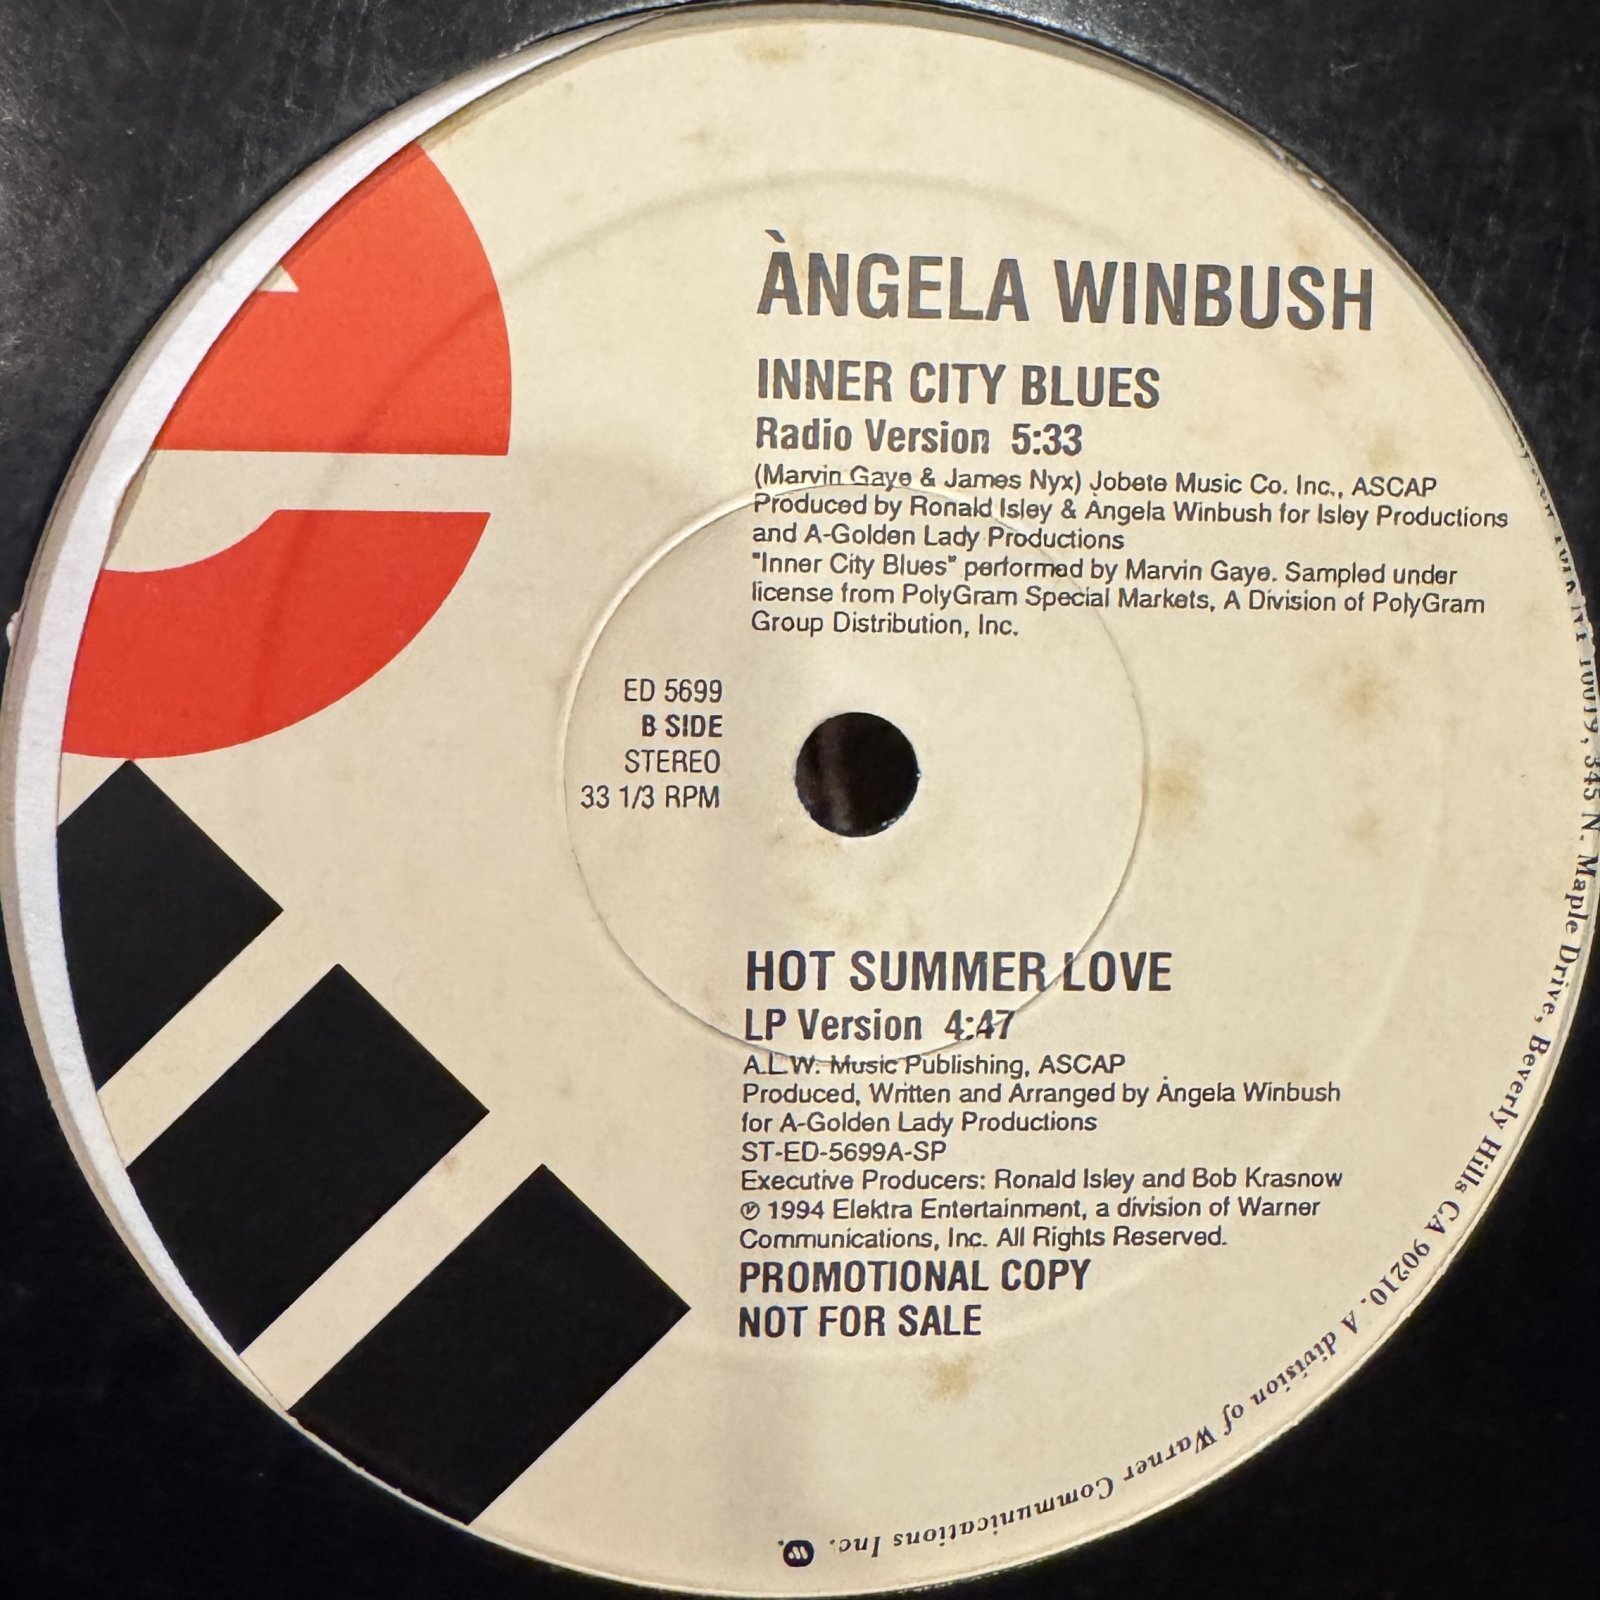 ÀNGELA WINBUSH
INNER CITY BLUES
Radio Version 5:33
(Marvin Gaye & James Nyx) Jobete Music Co. Inc., ASCAP
Produced by Ronald Isley & Àngela Winbush for Isley Productions
and A-Golden Lady Productions
"Inner City Blues" performed by Marvin Gaye. Sampled under
license from PolyGram Special Markets, A Division of PolyGram
Group Distribution, Inc.
ED 5699
B SIDE
STEREO
33 1/3 RPM
HOT SUMMER LOVE
LP Version 4:47
A.L.W. Music Publishing, ASCAP
Produced, Written and Arranged by Àngela Winbush
for A-Golden Lady Productions
ST-ED-5699A-SP
Executive Producers: Ronald Isley and Bob Krasnow
℗ 1994 Elektra Entertainment, a division of Warner
Communications, Inc. All Rights Reserved.
PROMOTIONAL COPY
NOT FOR SALE
10019, 345 N. Maple Drive, Beverly Hills CA 90210. A division of Warner Communications Inc.